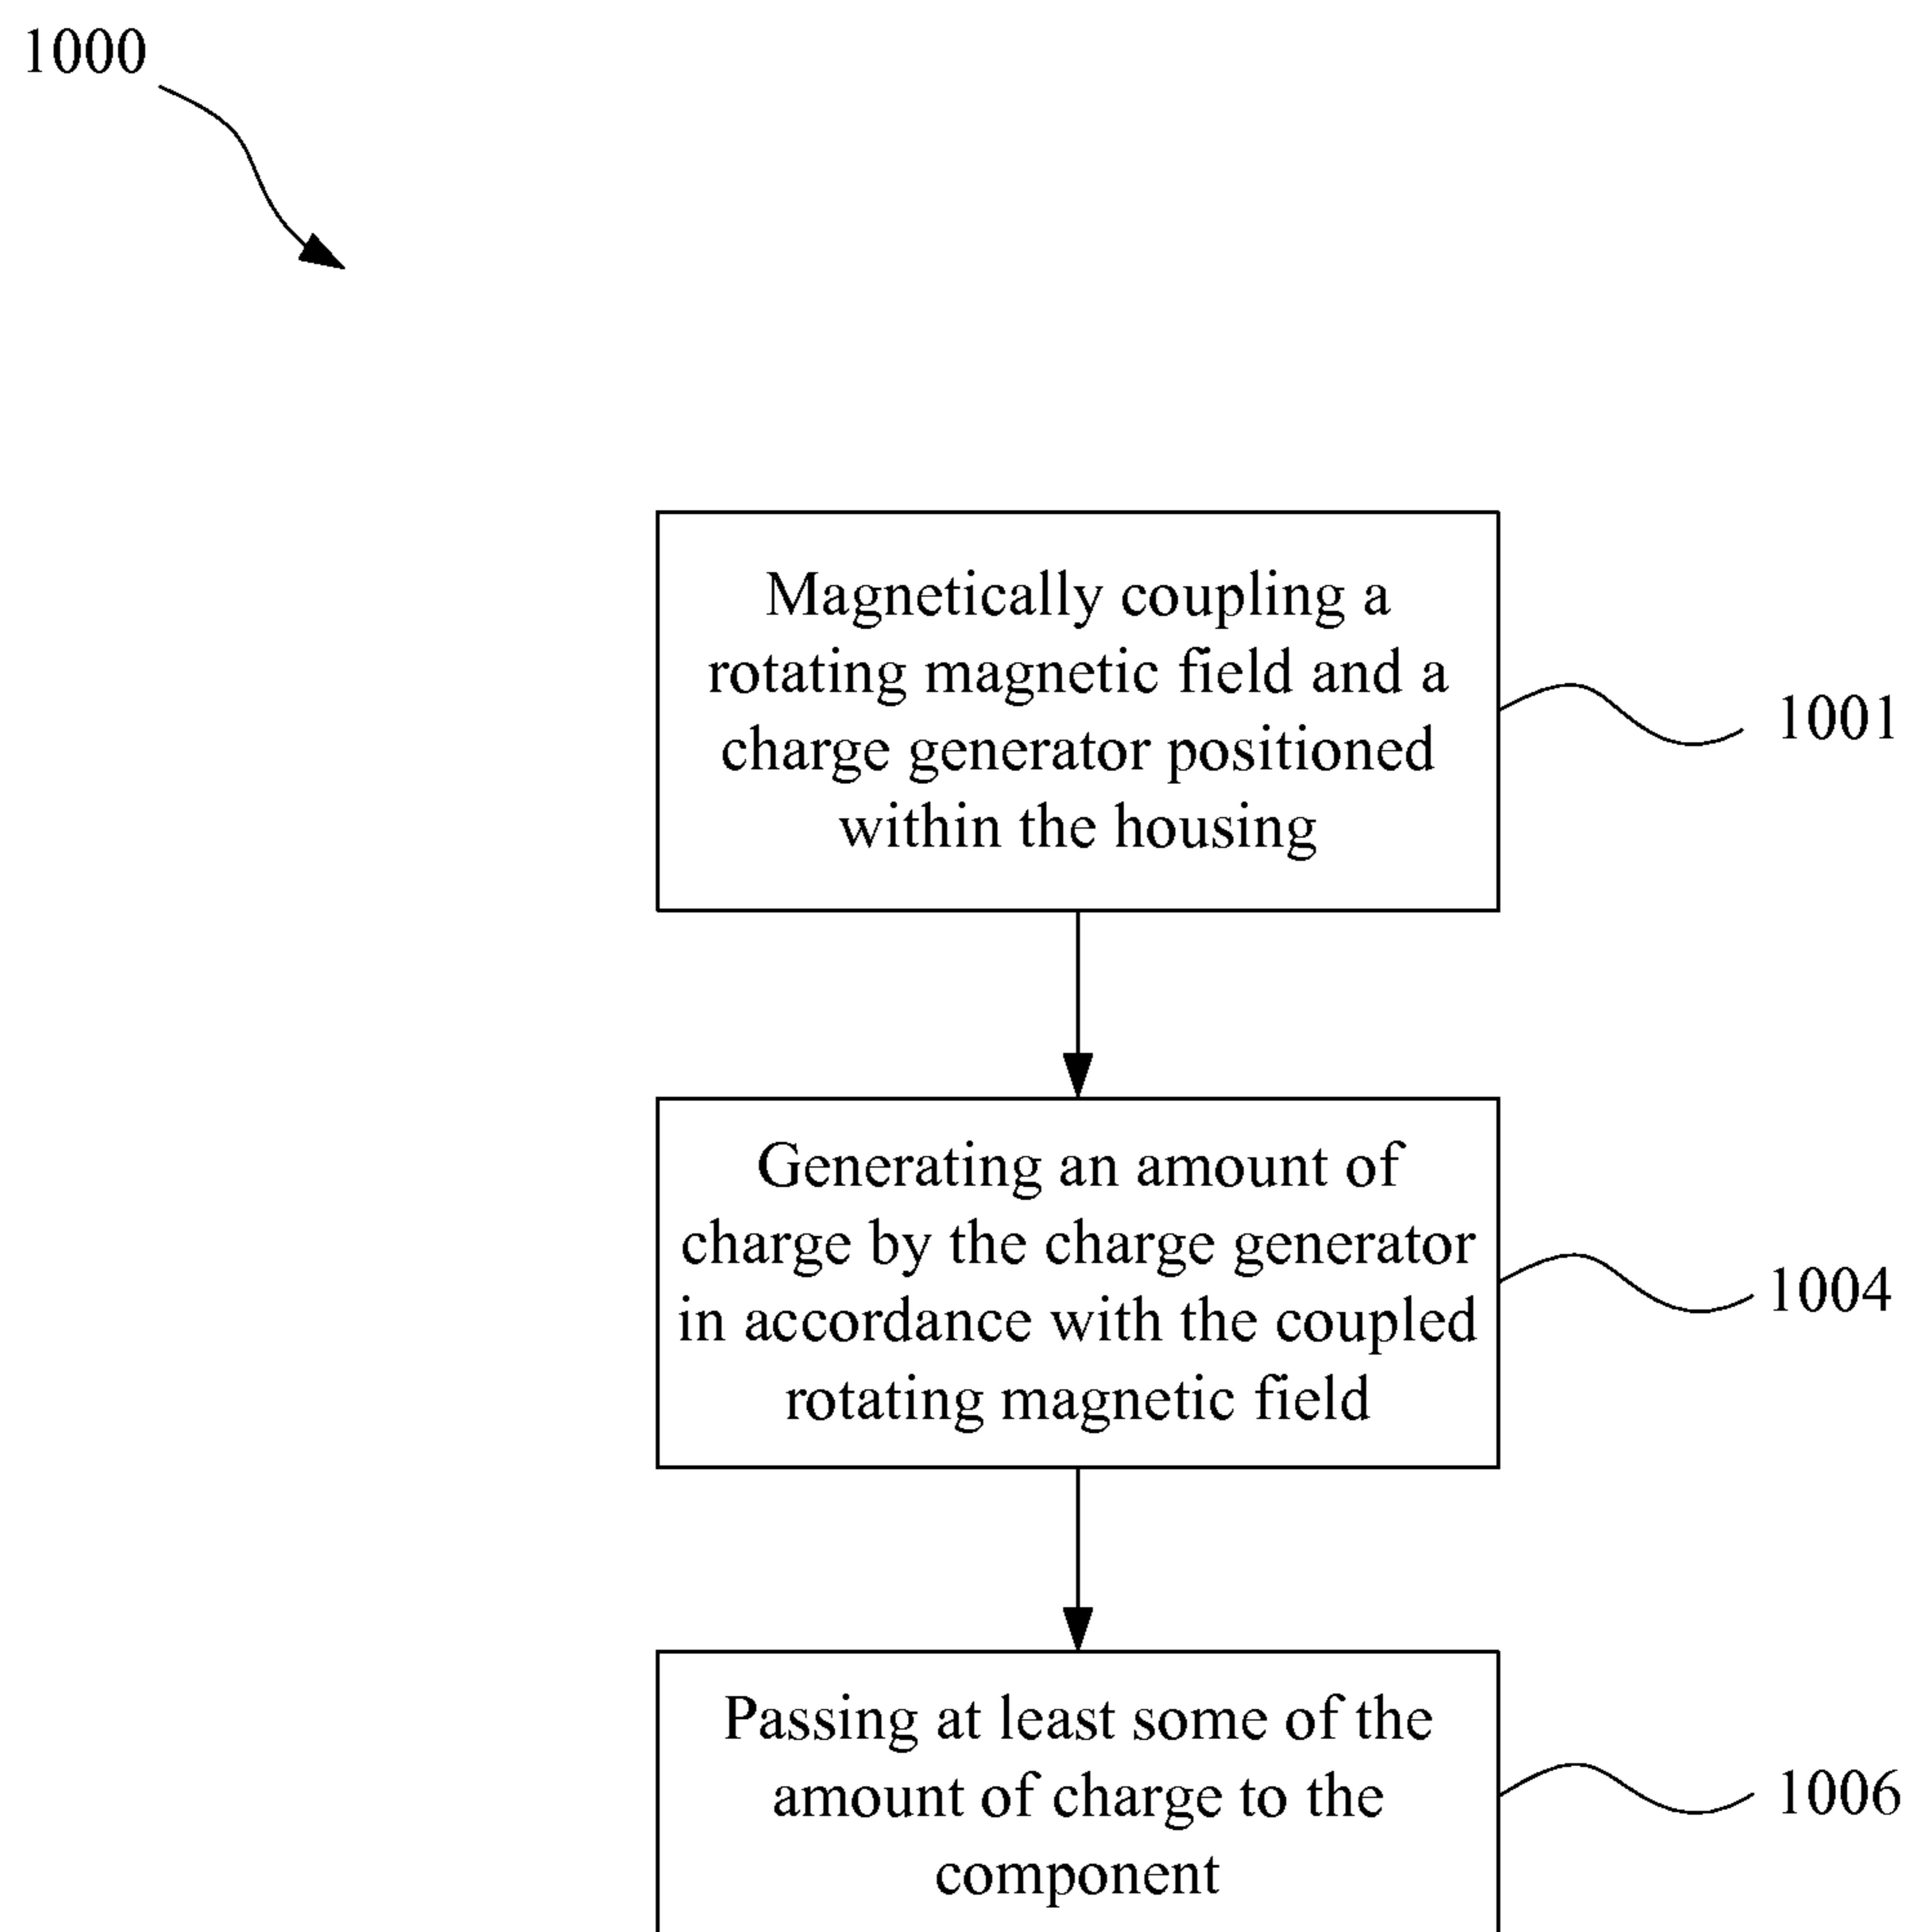 1000
Magnetically coupling a
rotating magnetic field and a
charge generator positioned
within the housing
1001
Generating an amount of
charge by the charge generator
in accordance with the coupled
rotating magnetic field
1004
Passing at least some of the
amount of charge to the
component
1006